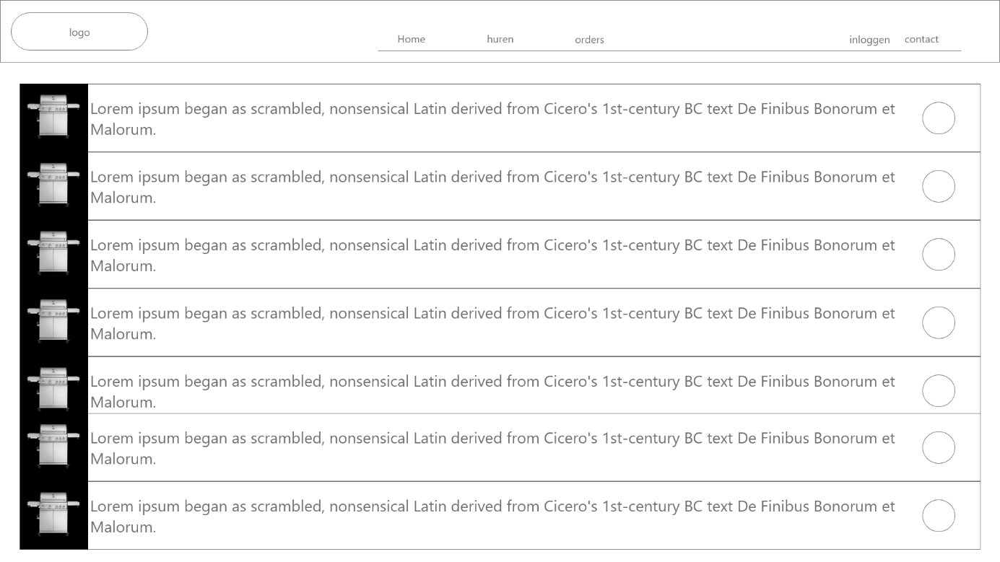 logo
Home huren orders inloggen contact
Lorem ipsum began as scrambled, nonsensical Latin derived from Cicero's 1st-century BC text De Finibus Bonorum et
Malorum.
Lorem ipsum began as scrambled, nonsensical Latin derived from Cicero's 1st-century BC text De Finibus Bonorum et
Malorum.
Lorem ipsum began as scrambled, nonsensical Latin derived from Cicero's 1st-century BC text De Finibus Bonorum et
Malorum.
Lorem ipsum began as scrambled, nonsensical Latin derived from Cicero's 1st-century BC text De Finibus Bonorum et
Malorum.
Lorem ipsum began as scrambled, nonsensical Latin derived from Cicero's 1st-century BC text De Finibus Bonorum et
Malorum.
Lorem ipsum began as scrambled, nonsensical Latin derived from Cicero's 1st-century BC text De Finibus Bonorum et
Malorum.
Lorem ipsum began as scrambled, nonsensical Latin derived from Cicero's 1st-century BC text De Finibus Bonorum et
Malorum.